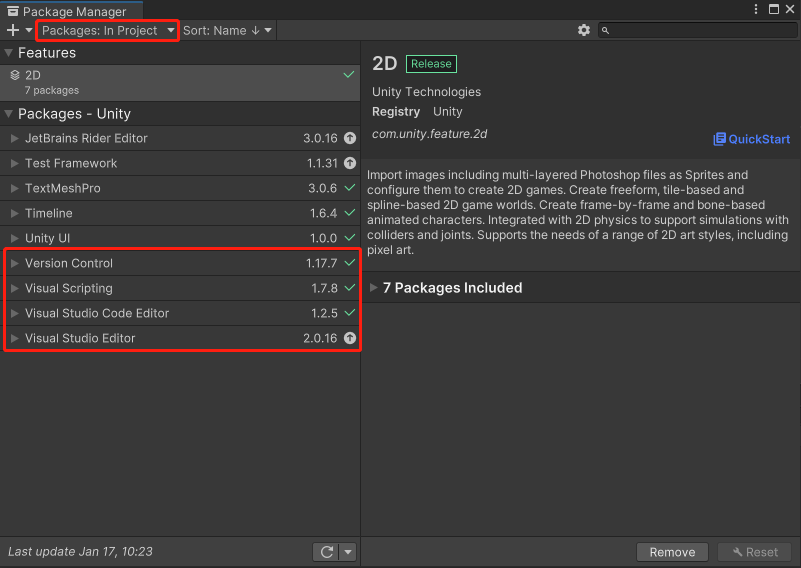 Package Manager
Packages: In Project Sort: Name ↓
Features
2D
7 packages
Packages - Unity
JetBrains Rider Editor 3.0.16
Test Framework 1.1.31
TextMeshPro 3.0.6
Timeline 1.6.4
Unity UI 1.0.0
Version Control 1.17.7
Visual Scripting 1.7.8
Visual Studio Code Editor 1.2.5
Visual Studio Editor 2.0.16
Last update Jan 17, 10:23
2D Release
Unity Technologies
Registry Unity
com.unity.feature.2d
QuickStart
Import images including multi-layered Photoshop files as Sprites and
configure them to create 2D games. Create freeform, tile-based and
spline-based 2D game worlds. Create frame-by-frame and bone-based
animated characters. Integrated with 2D physics to support simulations with
colliders and joints. Supports the needs of a range of 2D art styles, including
pixel art.
7 Packages Included
Remove Reset